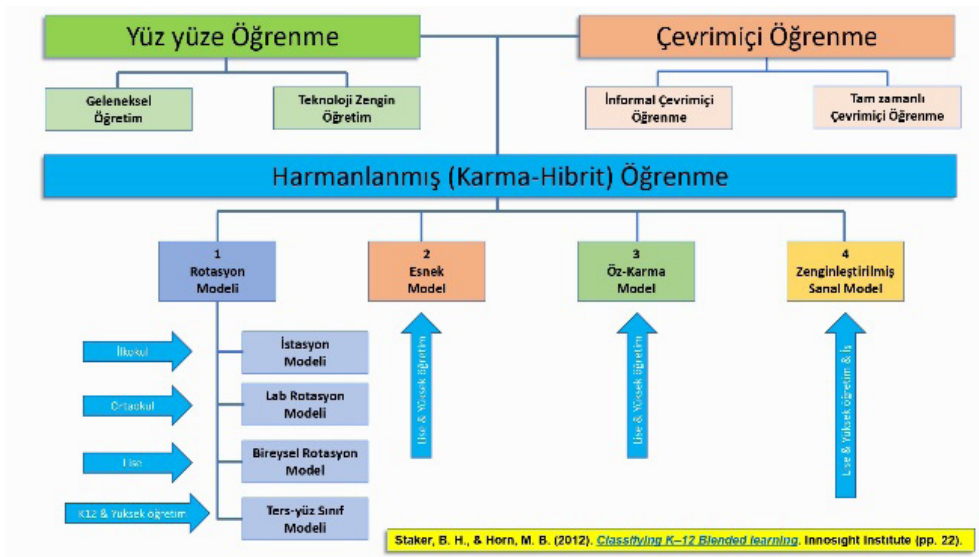 Yüz yüze Öğrenme
Çevrimiçi Öğrenme
Geleneksel
Öğretim
Teknoloji Zengin
Öğretim
İnformal Çevrimiçi
Öğrenme
Tam zamanlı
Çevrimiçi Öğrenme
Harmanlanmış (Karma-Hibrit) Öğrenme
1
Rotasyon
Modeli
2
Esnek
Model
3
Öz-Karma
Model
4
Zenginleştirilmiş
Sanal Model
İlkokul
İstasyon
Modeli
Ortaokul
Lab Rotasyon
Modeli
Lise
Bireysel Rotasyon
Model
K12 & Yüksek öğretim
Ters-yüz Sınıf
Modeli
Lise & Yüksek öğretim
Lise & Yüksek öğretim
Lise & Yüksek öğretim & İş
Staker, B. H., & Horn, M. B. (2012). Classifying K–12 Blended learning. Innosight Institute (pp. 22).